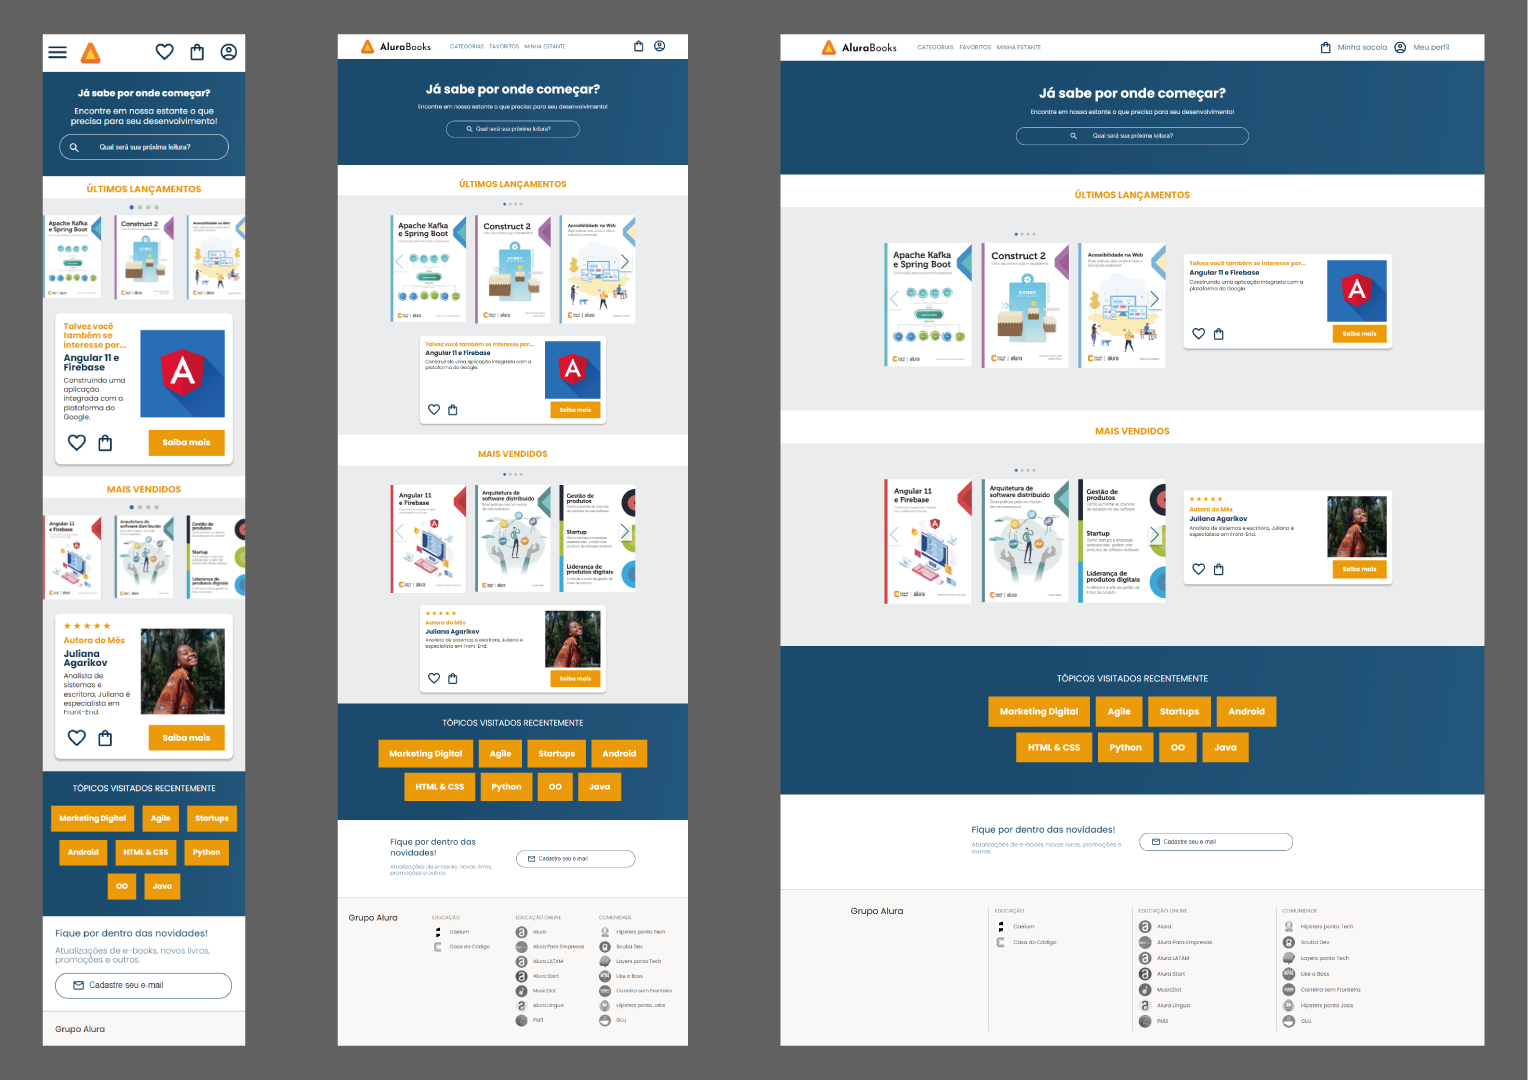 Já sabe por onde começar?
Encontre em nossa estante o que
precisa para seu desenvolvimento!
Qual será sua próxima leitura?
ÚLTIMOS LANÇAMENTOS
Apache Kafka
e Spring Boot
Construct 2
Acessibilidade na Web
Talvez você
também se
interesse por...
Angular 11 e
Firebase
Construindo uma
aplicação
integrada com a
plataforma do
Google.
Saiba mais
MAIS VENDIDOS
Angular 11
e Firebase
Arquitetura de
software distribuído
Gestão de
produtos
Startup
Liderança de
produtos digitais
Autora do Mês
Juliana
Agarikov
Analista de
sistemas e
escritora, Juliana é
especialista em
Front-End.
Saiba mais
TÓPICOS VISITADOS RECENTEMENTE
Marketing Digital Agile Startups
Android HTML & CSS Python
OO Java
Fique por dentro das novidades!
Atualizações de e-books, novos livros,
promoções e outros.
Cadastre seu e-mail
Grupo Alura
AluraBooks CATEGORIAS FAVORITOS MINHA ESTANTE
Já sabe por onde começar?
Encontre em nossa estante o que precisa para seu desenvolvimento!
Qual será sua próxima leitura?
ÚLTIMOS LANÇAMENTOS
Apache Kafka
e Spring Boot
Construct 2
Acessibilidade na Web
START
alura
alura
Talvez você também se interesse por...
Angular 11 e Firebase
Construindo uma aplicação integrada com a
plataforma do Google.
Saiba mais
MAIS VENDIDOS
Angular 11
e Firebase
Arquitetura de
software distribuído
Gestão de
produtos
Startup
Liderança de
produtos digitais
alura
alura
Autora do Mês
Juliana Agarikov
Analista de sistemas e escritora, Juliana é
especialista em Front-End.
Saiba mais
TÓPICOS VISITADOS RECENTEMENTE
Marketing Digital Agile Startups Android
HTML & CSS Python OO Java
Fique por dentro das
novidades!
Atualizações de e-books, novos livros,
promoções e outros.
Cadastre seu e-mail
Grupo Alura
EDUCAÇÃO
Caelum
Casa do Código
EDUCAÇÃO ONLINE
Alura
Alura Para Empresas
Alura LATAM
Alura Start
MusicDot
Alura Língua
PM3
COMUNIDADE
Hipsters ponto Tech
Scuba Dev
Layers ponto Tech
Like a Boss
Carreira sem Fronteira
Hipsters ponto Jobs
GUJ
AluraBooks CATEGORIAS FAVORITOS MINHA ESTANTE Minha sacola Meu perfil
Já sabe por onde começar?
Encontre em nossa estante o que precisa para seu desenvolvimento!
Qual será sua próxima leitura?
ÚLTIMOS LANÇAMENTOS
Apache Kafka
e Spring Boot
Construct 2
Acessibilidade na Web
START
alura
alura
Talvez você também se interesse por...
Angular 11 e Firebase
Construindo uma aplicação integrada com a
plataforma do Google.
Saiba mais
MAIS VENDIDOS
Angular 11
e Firebase
Arquitetura de
software distribuído
Gestão de
produtos
Startup
Liderança de
produtos digitais
alura
alura
Autora do Mês
Juliana Agarikov
Analista de sistemas e escritora, Juliana é
especialista em Front-End.
Saiba mais
TÓPICOS VISITADOS RECENTEMENTE
Marketing Digital Agile Startups Android
HTML & CSS Python OO Java
Fique por dentro das novidades!
Atualizações de e-books, novos livros, promoções e
outros.
Cadastre seu e-mail
Grupo Alura
EDUCAÇÃO
Caelum
Casa do Código
EDUCAÇÃO ONLINE
Alura
Alura Para Empresas
Alura LATAM
Alura Start
MusicDot
Alura Língua
PM3
COMUNIDADE
Hipsters ponto Tech
Scuba Dev
Layers ponto Tech
Like a Boss
Carreira sem Fronteira
Hipsters ponto Jobs
GUJ